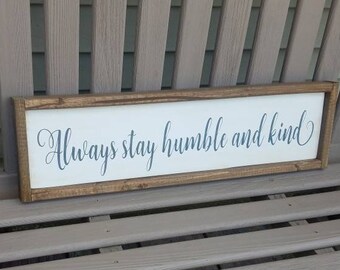 Always stay humble and kind